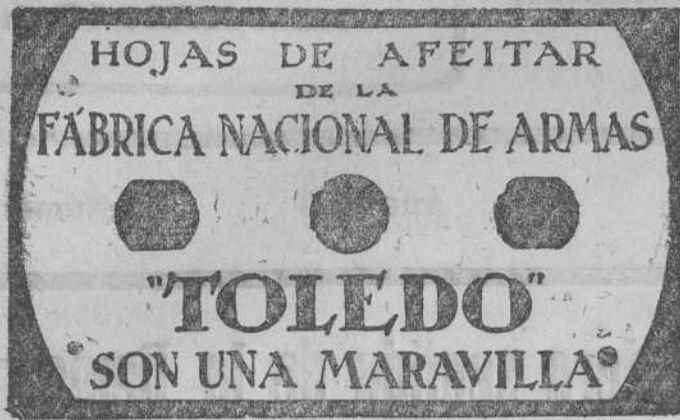 HOJAS DE AFEITAR
DE LA
FÁBRICA NACIONAL DE ARMAS
"TOLEDO"
SON UNA MARAVILLA